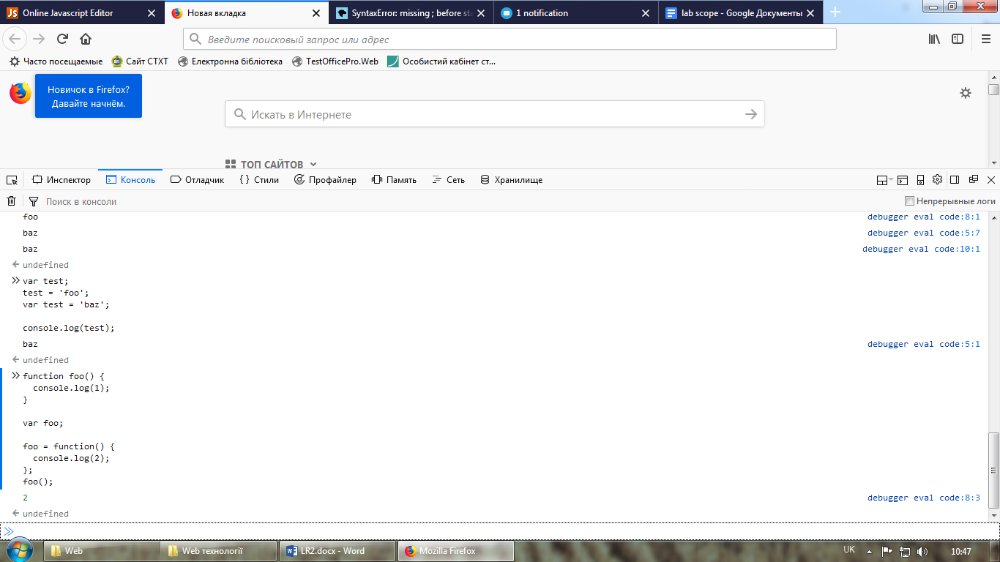 Online Javascript Editor
Новая вкладка
SyntaxError: missing ; before sta
1 notification
lab scope - Google Документы
Введите поисковый запрос или адрес
Часто посещаемые
Сайт СТХТ
Електронна бібліотека
TestOfficePro.Web
Особистий кабінет ст...
Новичок в Firefox?
Давайте начнём.
Искать в Интернете
ТОП САЙТОВ
Инспектор
Консоль
Отладчик
Стили
Профайлер
Память
Сеть
Хранилище
Поиск в консоли
Непрерывные логи
foo debugger eval code:8:1
baz debugger eval code:5:7
baz debugger eval code:10:1
undefined
var test;
test = 'foo';
var test = 'baz';
console.log(test);
baz debugger eval code:5:1
undefined
function foo() {
  console.log(1);
}
var foo;
foo = function() {
  console.log(2);
};
foo();
2 debugger eval code:8:3
undefined
Web
Web технології
LR2.docx - Word
Mozilla Firefox
UK
10:47